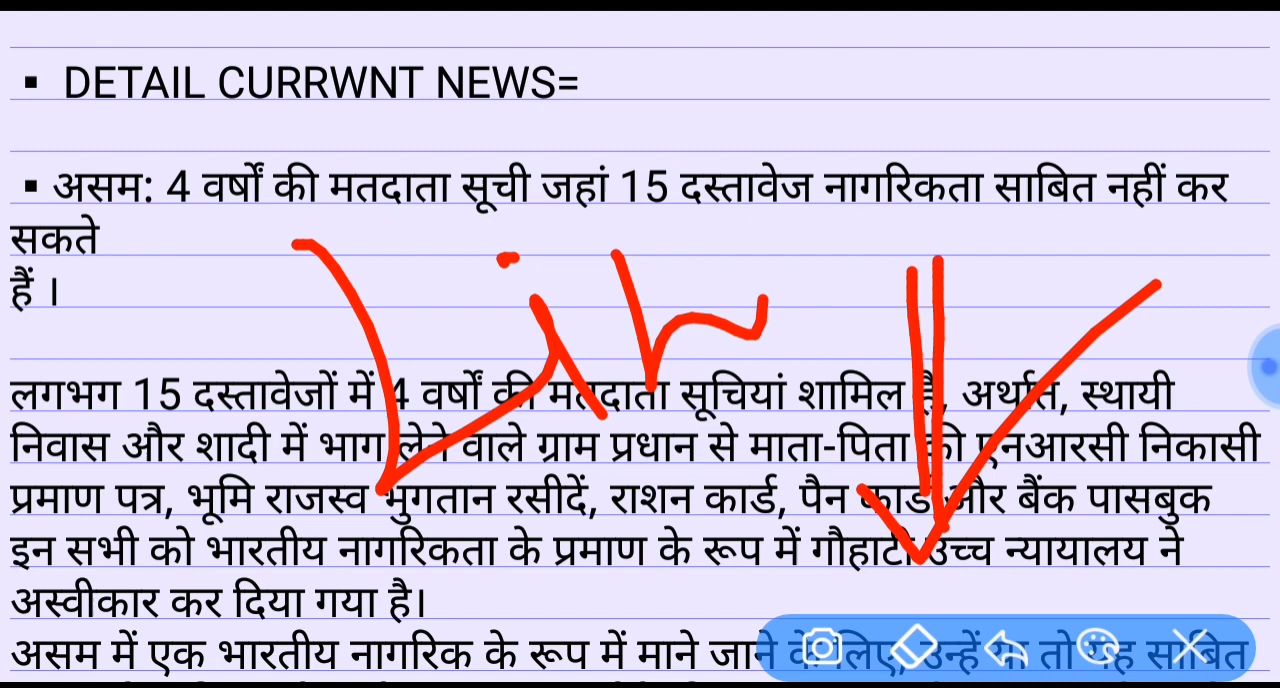 ▪ DETAIL CURRWNT NEWS=
▪ असम: 4 वर्षों की मतदाता सूची जहां 15 दस्तावेज नागरिकता साबित नहीं कर
सकते
हैं ।
लगभग 15 दस्तावेजों में 4 वर्षों की मतदाता सूचियां शामिल है, अर्थात, स्थायी
निवास और शादी में भाग लेने वाले ग्राम प्रधान से माता-पिता की एनआरसी निकासी
प्रमाण पत्र, भूमि राजस्व भुगतान रसीदें, राशन कार्ड, पैन कार्ड और बैंक पासबुक
इन सभी को भारतीय नागरिकता के प्रमाण के रूप में गौहाटी उच्च न्यायालय ने
अस्वीकार कर दिया गया है।
असम में एक भारतीय नागरिक के रूप में माने जाने के लिए, उन्हें या तो यह साबित